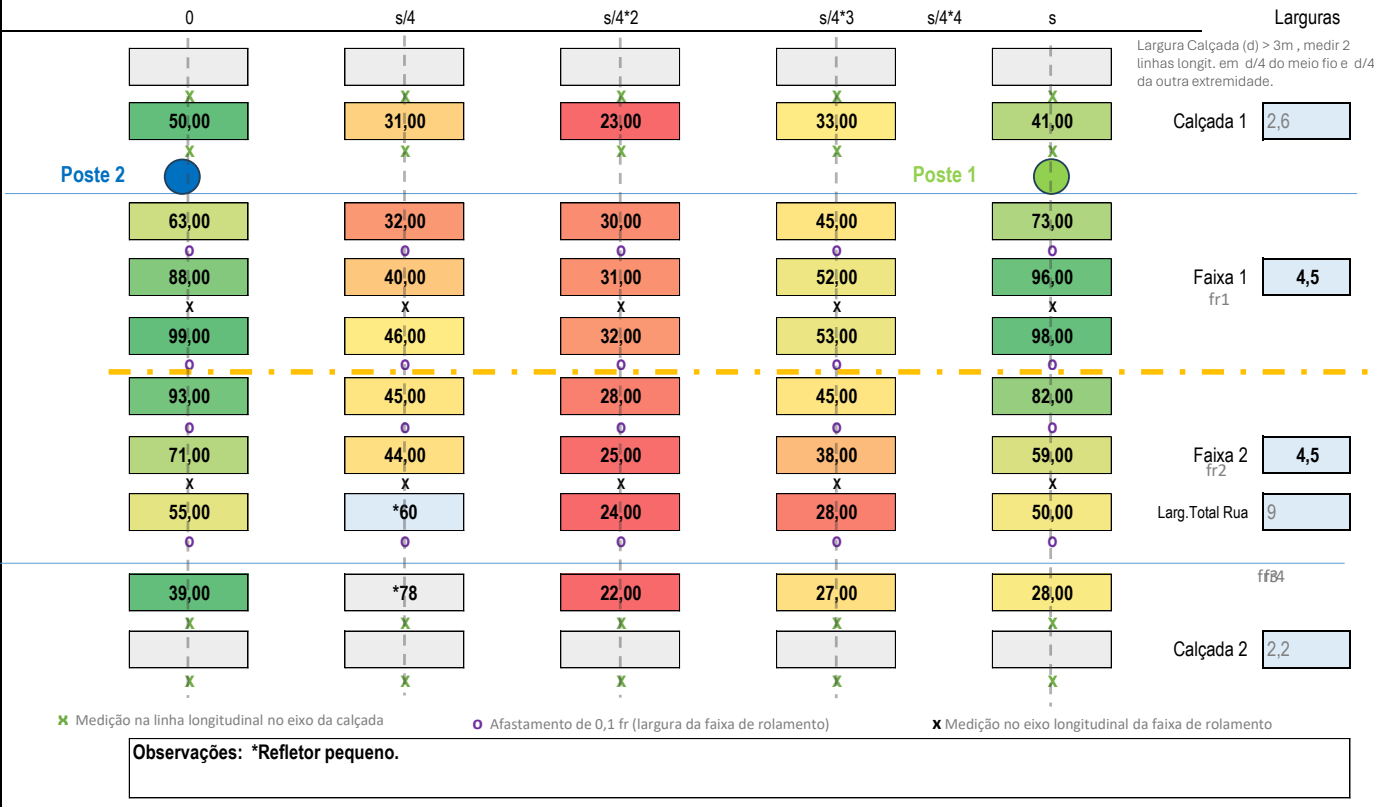 0 s/4 s/4*2 s/4*3 s/4*4 s Larguras
Largura Calçada (d) > 3m , medir 2
linhas longit. em d/4 do meio fio e d/4
da outra extremidade.
x x x x x
50,00 31,00 23,00 33,00 41,00 Calçada 1 2,6
x x x x x
Poste 2 Poste 1
63,00 32,00 30,00 45,00 73,00
o o o o o
88,00 40,00 31,00 52,00 96,00 Faixa 1 4,5
fr1
x x x x x
99,00 46,00 32,00 53,00 98,00
o o o o o
93,00 45,00 28,00 45,00 82,00
o o o o o
71,00 44,00 25,00 38,00 59,00 Faixa 2 4,5
fr2
x x x x x
55,00 *60 24,00 28,00 50,00 Larg.Total Rua 9
o o o o o
39,00 *78 22,00 27,00 28,00
x x x x x
Calçada 2 2,2
x x x x x
x Medição na linha longitudinal no eixo da calçada o Afastamento de 0,1 fr (largura da faixa de rolamento) x Medição no eixo longitudinal da faixa de rolamento
Observações: *Refletor pequeno.